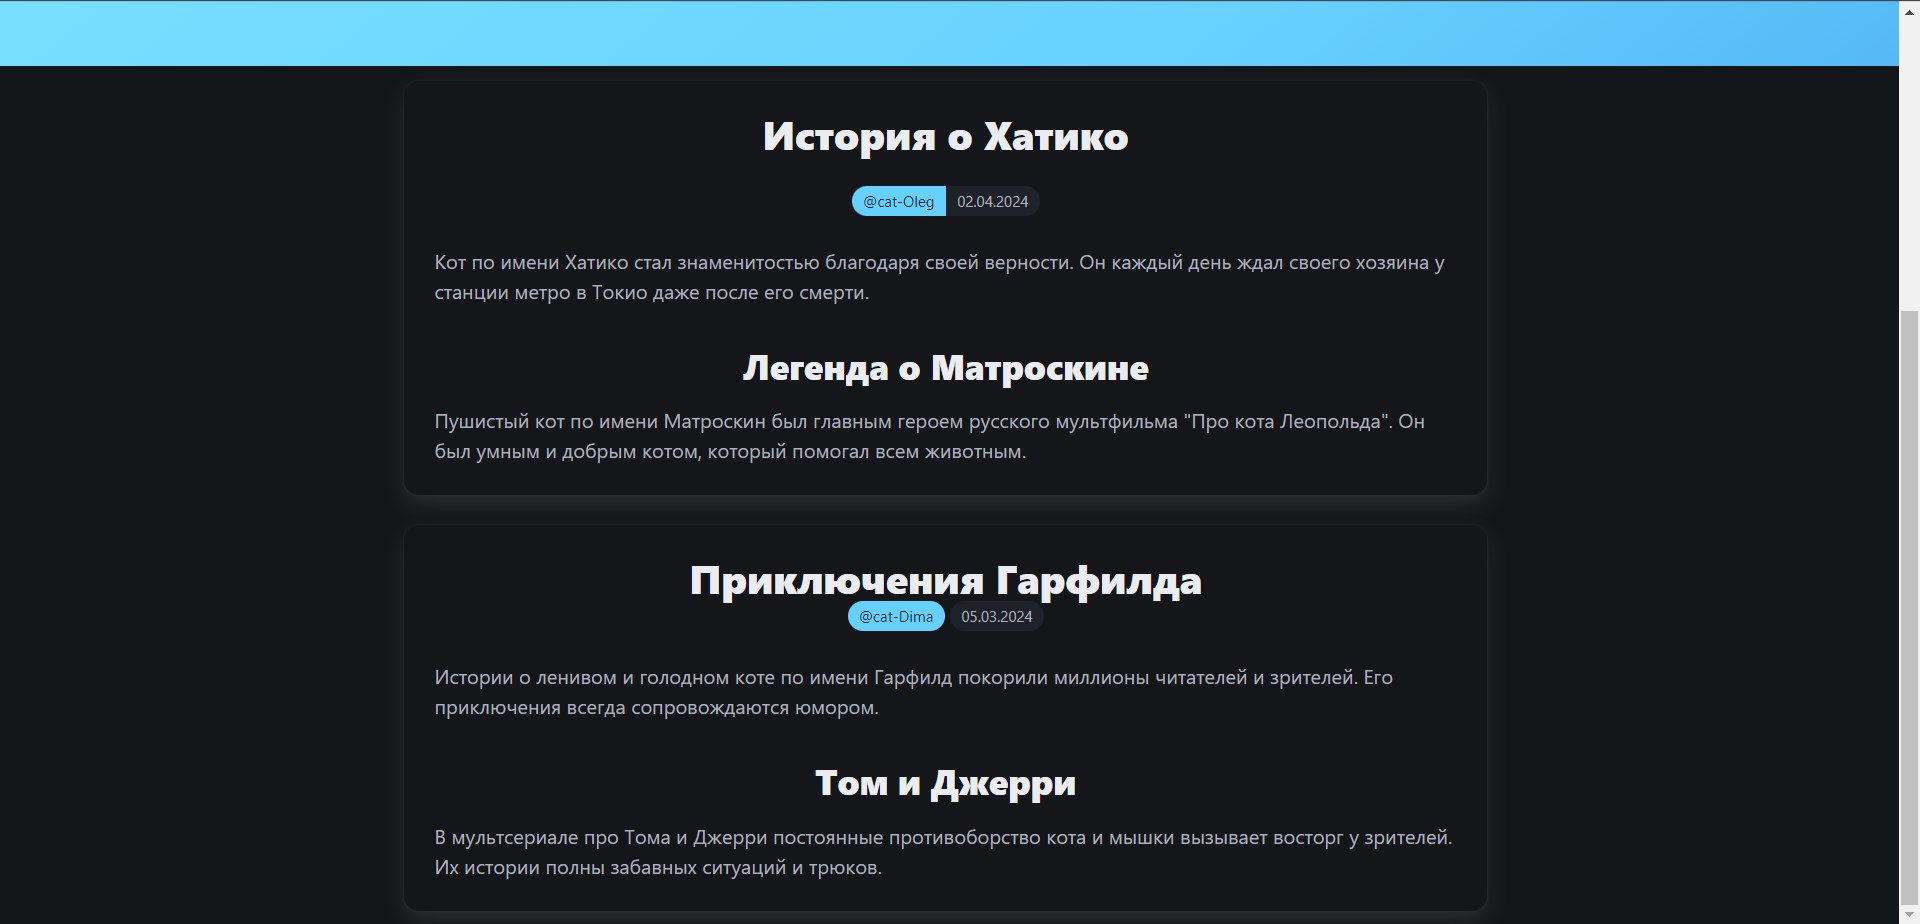 История о Хатико
@cat-Oleg 02.04.2024
Кот по имени Хатико стал знаменитостью благодаря своей верности. Он каждый день ждал своего хозяина у
станции метро в Токио даже после его смерти.
Легенда о Матроскине
Пушистый кот по имени Матроскин был главным героем русского мультфильма "Про кота Леопольда". Он
был умным и добрым котом, который помогал всем животным.
Приключения Гарфилда
@cat-Dima 05.03.2024
Истории о ленивом и голодном коте по имени Гарфилд покорили миллионы читателей и зрителей. Его
приключения всегда сопровождаются юмором.
Том и Джерри
В мультсериале про Тома и Джерри постоянные противоборство кота и мышки вызывает восторг у зрителей.
Их истории полны забавных ситуаций и трюков.